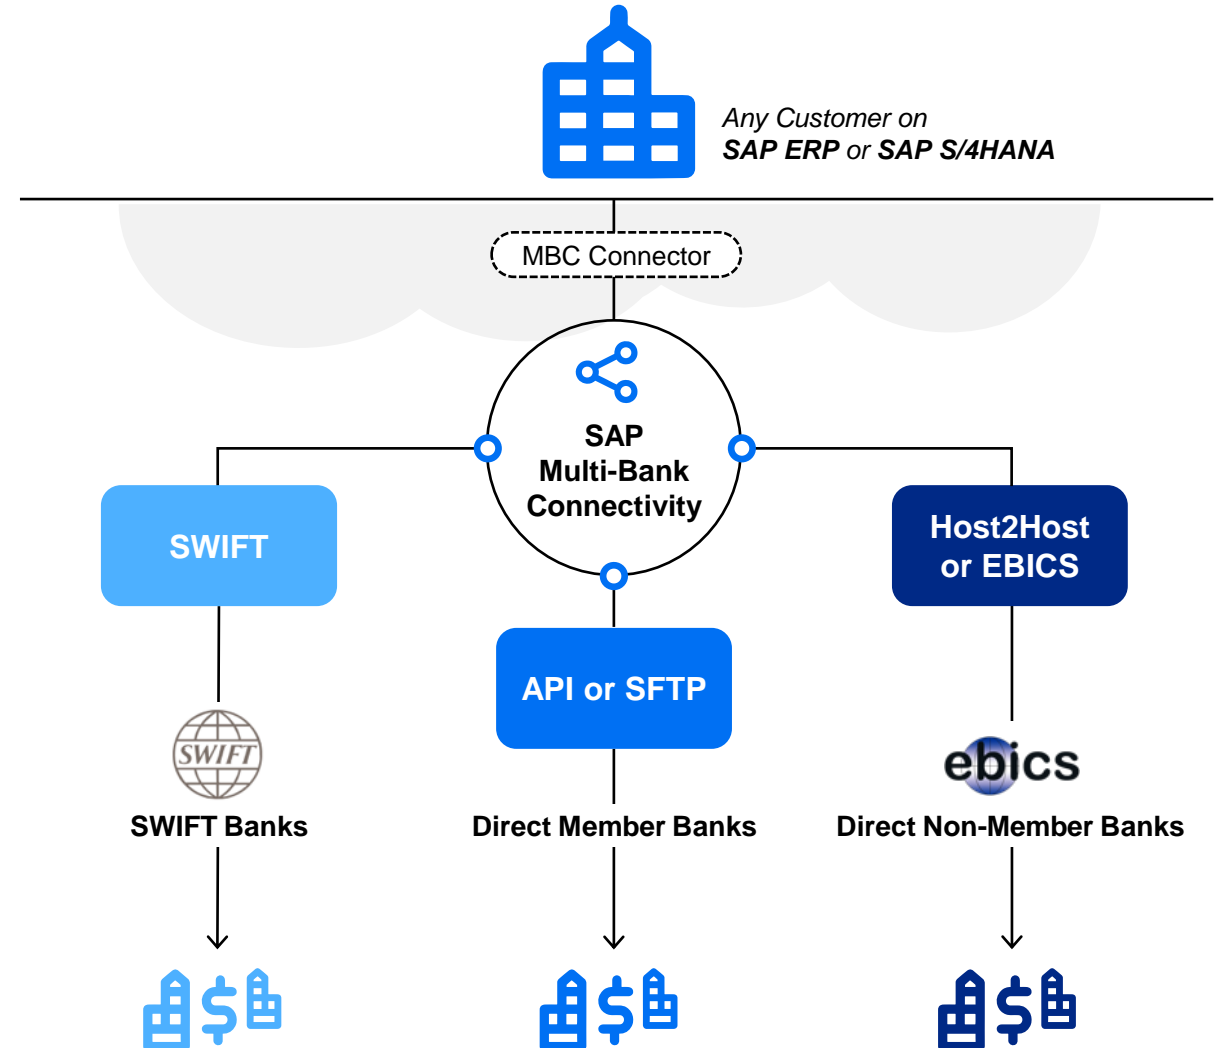 Any Customer on
SAP ERP or SAP S/4HANA
MBC Connector
SAP
Multi-Bank
Connectivity
SWIFT
Host2Host
or EBICS
API or SFTP
SWIFT
ebics
SWIFT Banks
Direct Member Banks
Direct Non-Member Banks